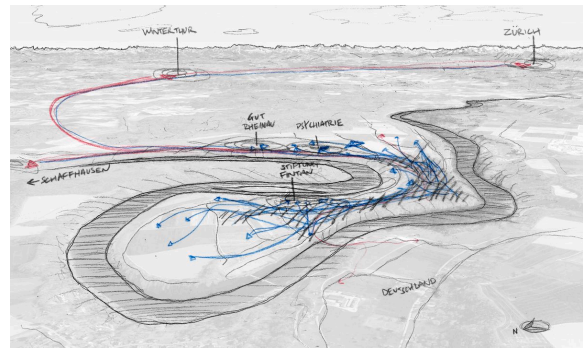 WINTERTHUR
ZÜRICH
GUT
RHEINAU
PSYCHIATRIE
← SCHAFFHAUSEN
STIFTUNG
FINTAN
DEUTSCHLAND
N